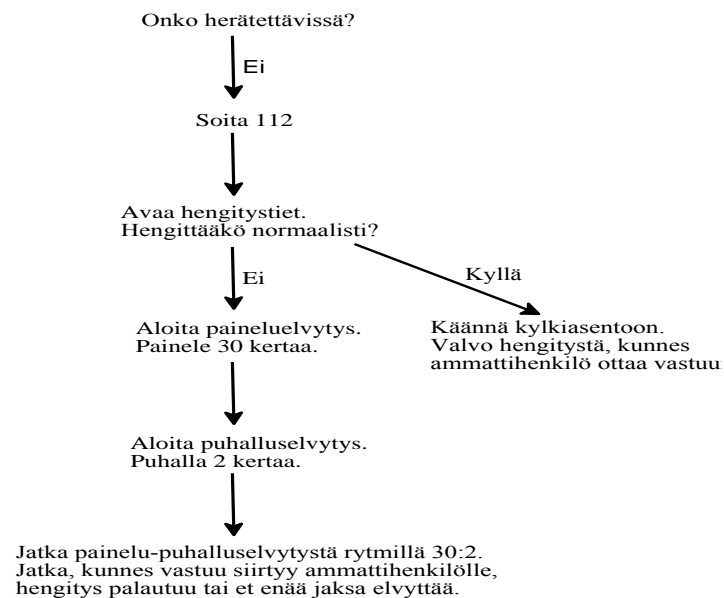 Onko herätettävissä?
Ei
Soita 112
Avaa hengitystiet.
Hengittääkö normaalisti?
Ei
Kyllä
Aloita paineluelvytys.
Painele 30 kertaa.
Käännä kylkiasentoon.
Valvo hengitystä, kunnes
ammattihenkilö ottaa
Aloita puhalluselvytys.
Puhalla 2 kertaa.
Jatka painelu-puhalluselvytystä rytmillä 30:2.
Jatka, kunnes vastuu siirtyy ammattihenkilölle,
hengitys palautuu tai et enää jaksa elvyttää.